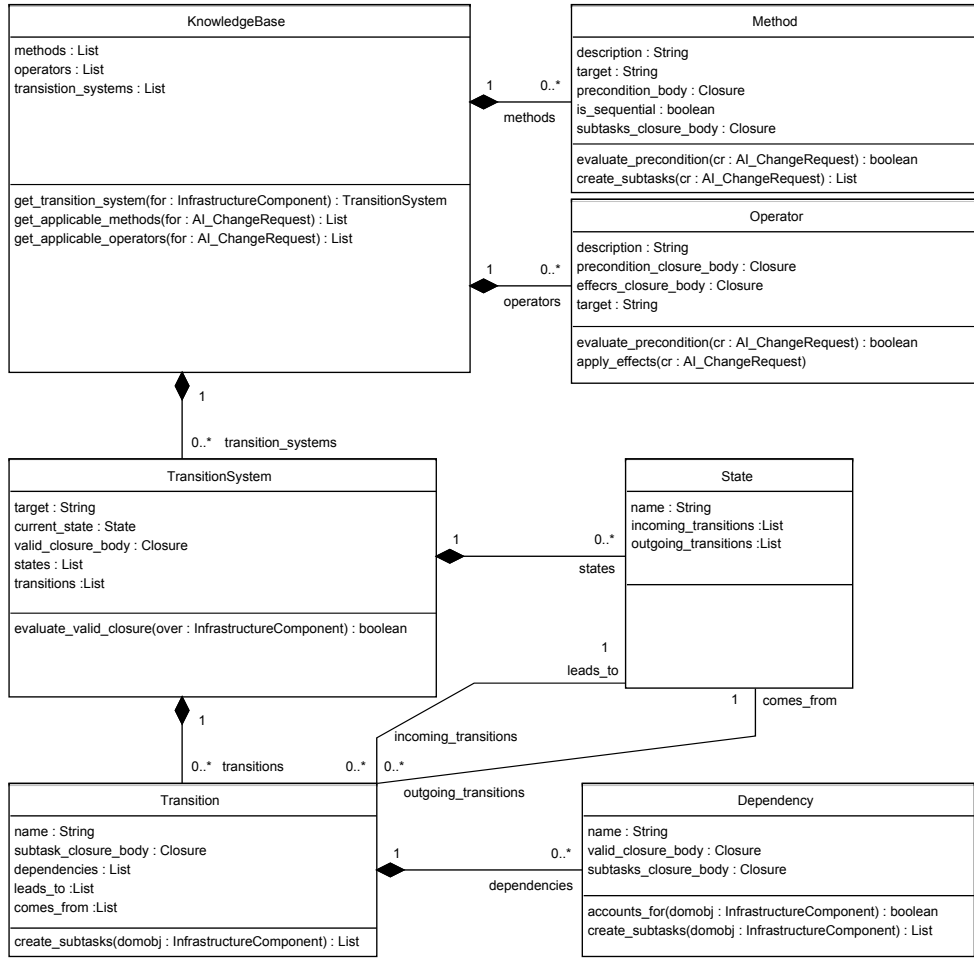 KnowledgeBase
methods : List
operators : List
transistion_systems : List
get_transition_system(for : InfrastructureComponent) : TransitionSystem
get_applicable_methods(for : AI_ChangeRequest) : List
get_applicable_operators(for : AI_ChangeRequest) : List
1
0..*
methods
Method
description : String
target : String
precondition_body : Closure
is_sequential : boolean
subtasks_closure_body : Closure
evaluate_precondition(cr : AI_ChangeRequest) : boolean
create_subtasks(cr : AI_ChangeRequest) : List
1
0..*
operators
Operator
description : String
precondition_closure_body : Closure
effecrs_closure_body : Closure
target : String
evaluate_precondition(cr : AI_ChangeRequest) : boolean
apply_effects(cr : AI_ChangeRequest)
1
0..* transition_systems
TransitionSystem
target : String
current_state : State
valid_closure_body : Closure
states : List
transitions :List
evaluate_valid_closure(over : InfrastructureComponent) : boolean
1
0..*
states
State
name : String
incoming_transitions :List
outgoing_transitions :List
1
leads_to
1
comes_from
incoming_transitions
1
0..* transitions
0..*
0..*
outgoing_transitions
Transition
name : String
subtask_closure_body : Closure
dependencies : List
leads_to :List
comes_from :List
create_subtasks(domobj : InfrastructureComponent) : List
1
0..*
dependencies
Dependency
name : String
valid_closure_body : Closure
subtasks_closure_body : Closure
accounts_for(domobj : InfrastructureComponent) : boolean
create_subtasks(domobj : InfrastructureComponent) : List